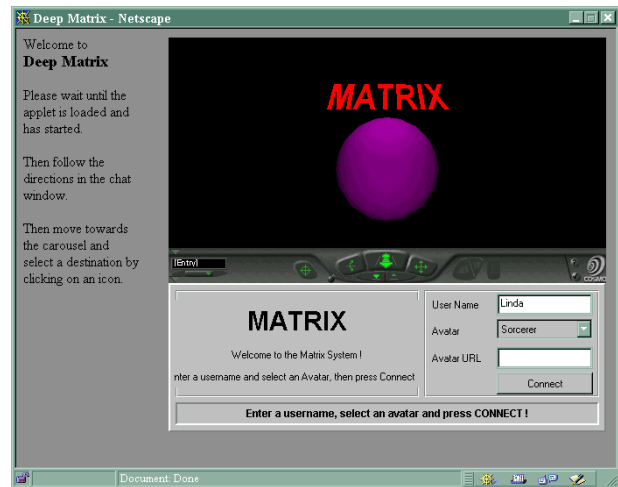 Deep Matrix - Netscape
Welcome to
Deep Matrix
Please wait until the
applet is loaded and
has started.
Then follow the
directions in the chat
window.
Then move towards
the carousel and
select a destination by
clicking on an icon.
MATRIX
[Entry]
COSMO
MATRIX
Welcome to the Matrix System !
nter a username and select an Avatar, then press Connect
User Name Linda
Avatar Sorcerer
Avatar URL
Connect
Enter a username, select an avatar and press CONNECT !
Document: Done